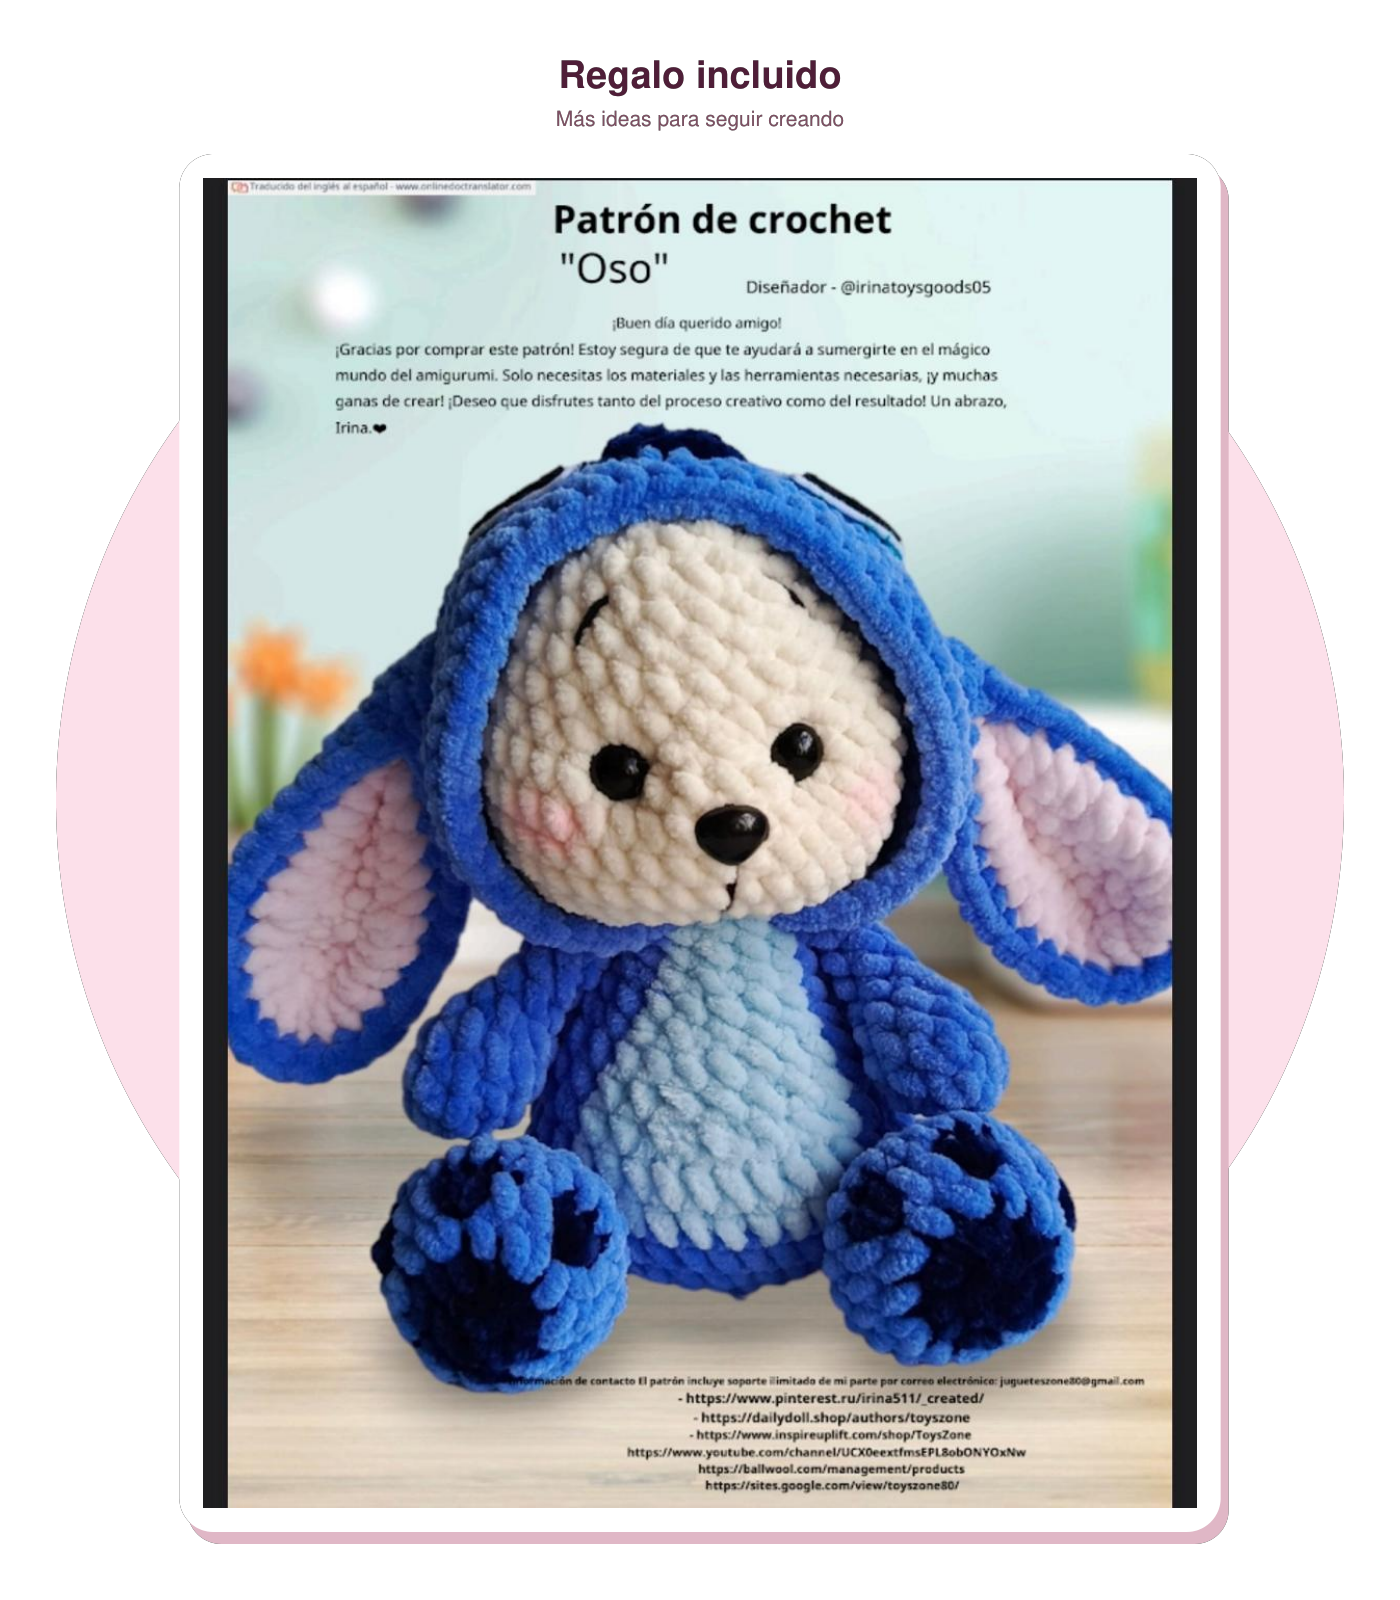 Regalo incluido
Más ideas para seguir creando
Traducido del inglés al español - www.onlinedoctranslator.com
Patrón de crochet
"Oso"
Diseñador - @irinatoysgoods05
¡Buen día querido amigo!
¡Gracias por comprar este patrón! Estoy segura de que te ayudará a sumergirte en el mágico
mundo del amigurumi. Solo necesitas los materiales y las herramientas necesarias, ¡y muchas
ganas de crear! ¡Deseo que disfrutes tanto del proceso creativo como del resultado! Un abrazo,
Irina.❤
Información de contacto El patrón incluye soporte ilimitado de mi parte por correo electrónico: jugueteszone80@gmail.com
- https://www.pinterest.ru/irina511/_created/
- https://dailydoll.shop/authors/toyszone
- https://www.inspireuplift.com/shop/ToysZone
https://www.youtube.com/channel/UCX0eextfmsEPL8obONYOxNw
https://ballwool.com/management/products
https://sites.google.com/view/toyszone80/